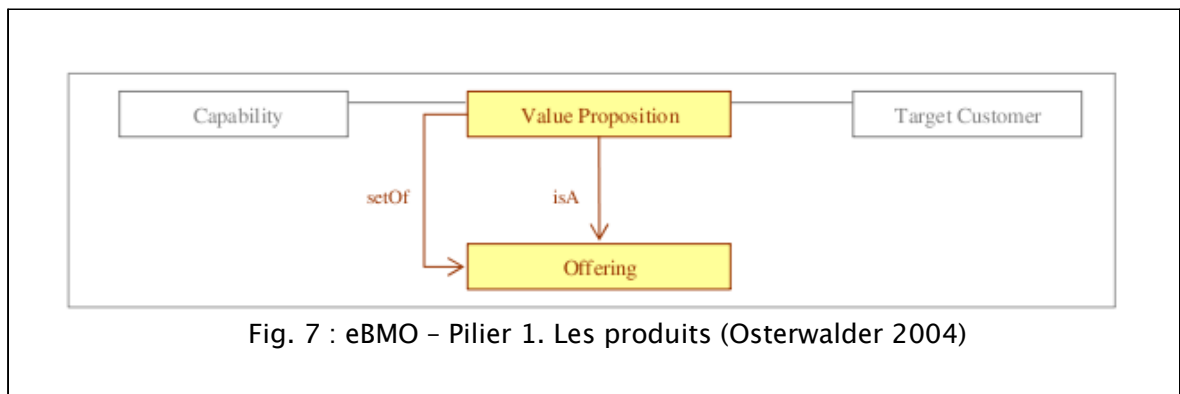 Capability
Value Proposition
Target Customer
setOf
isA
Offering
Fig. 7 : eBMO – Pilier 1. Les produits (Osterwalder 2004)